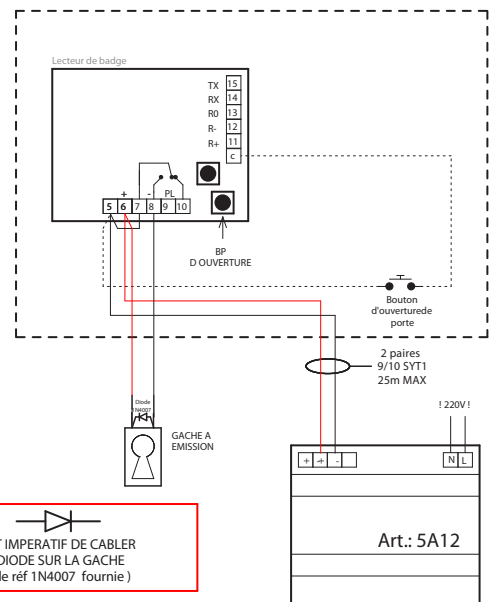 Lecteur de badge
TX 15
RX 14
R0 13
R- 12
R+ 11
c
+ - PL
5 6 7 8 9 10
BP
D OUVERTURE
Bouton
d'ouverturede
porte
2 paires
9/10 SYT1
25m MAX
! 220V !
Diode
1N4007
GACHE A
EMISSION
+ + -
N L
Art.: 5A12
IMPERATIF DE CABLER
DIODE SUR LA GACHE
réf 1N4007 fournie )